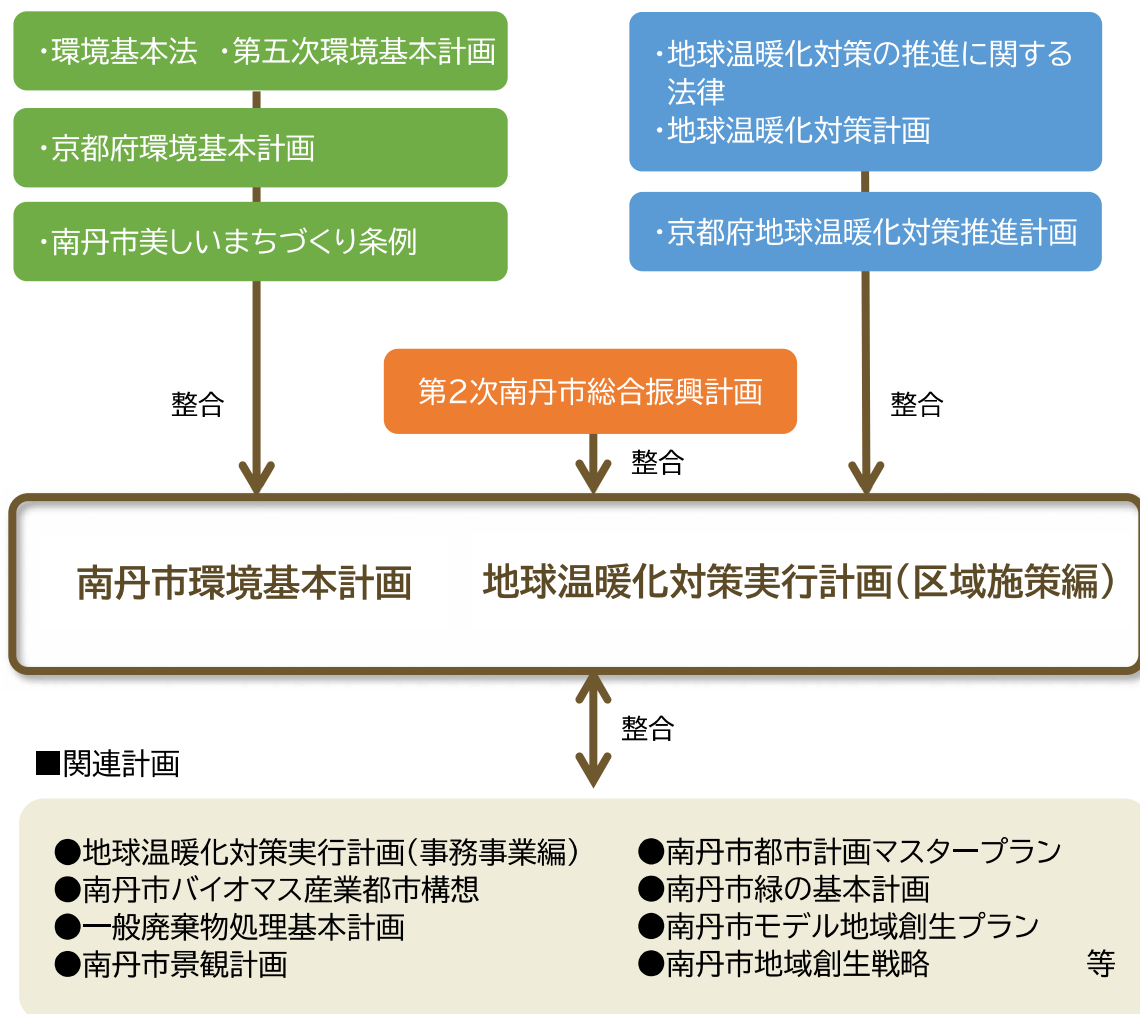 ・環境基本法 ・第五次環境基本計画
・京都府環境基本計画
・南丹市美しいまちづくり条例
・地球温暖化対策の推進に関する
法律
・地球温暖化対策計画
・京都府地球温暖化対策推進計画
第2次南丹市総合振興計画
整合
整合
整合
南丹市環境基本計画
地球温暖化対策実行計画(区域施策編)
整合
■関連計画
●地球温暖化対策実行計画(事務事業編)
●南丹市バイオマス産業都市構想
●一般廃棄物処理基本計画
●南丹市景観計画
●南丹市都市計画マスタープラン
●南丹市緑の基本計画
●南丹市モデル地域創生プラン
●南丹市地域創生戦略 等